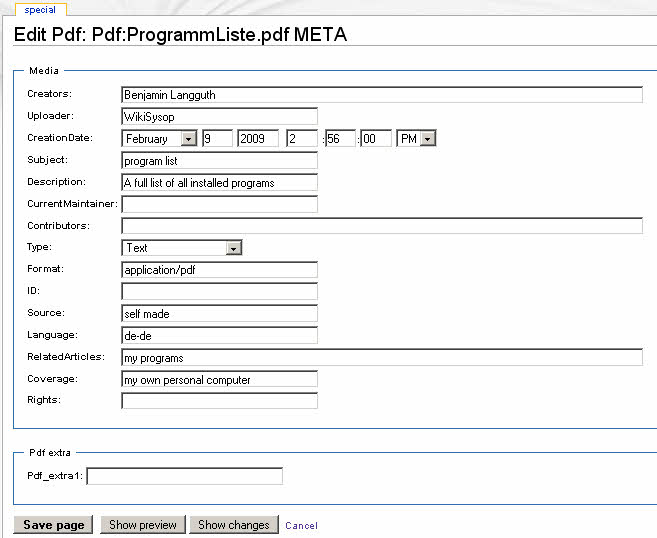 special
Edit Pdf: Pdf:ProgrammListe.pdf META
Media
Creators: Benjamin Langguth
Uploader: WikiSysop
CreationDate: February 9 2009 2 :56 :00 PM
Subject: program list
Description: A full list of all installed programs
CurrentMaintainer:
Contributors:
Type: Text
Format: application/pdf
ID:
Source: self made
Language: de-de
RelatedArticles: my programs
Coverage: my own personal computer
Rights:
Pdf extra
Pdf_extra1:
Save page Show preview Show changes Cancel